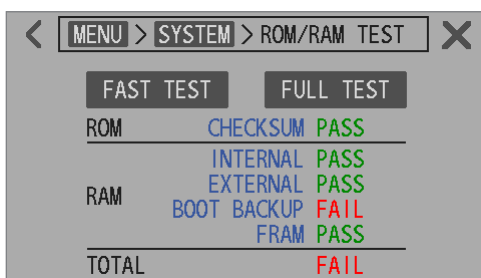 < MENU > SYSTEM > ROM/RAM TEST X
FAST TEST FULL TEST
ROM CHECKSUM PASS
INTERNAL PASS
RAM EXTERNAL PASS
BOOT BACKUP FAIL
FRAM PASS
TOTAL FAIL